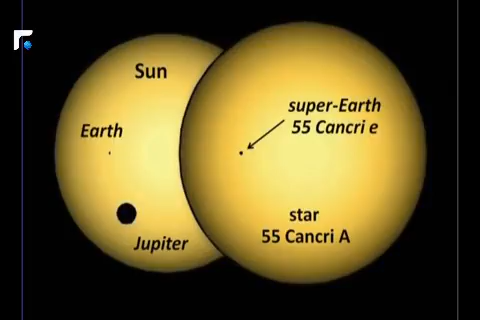 Sun
Earth
Jupiter
super-Earth
55 Cancri e
star
55 Cancri A